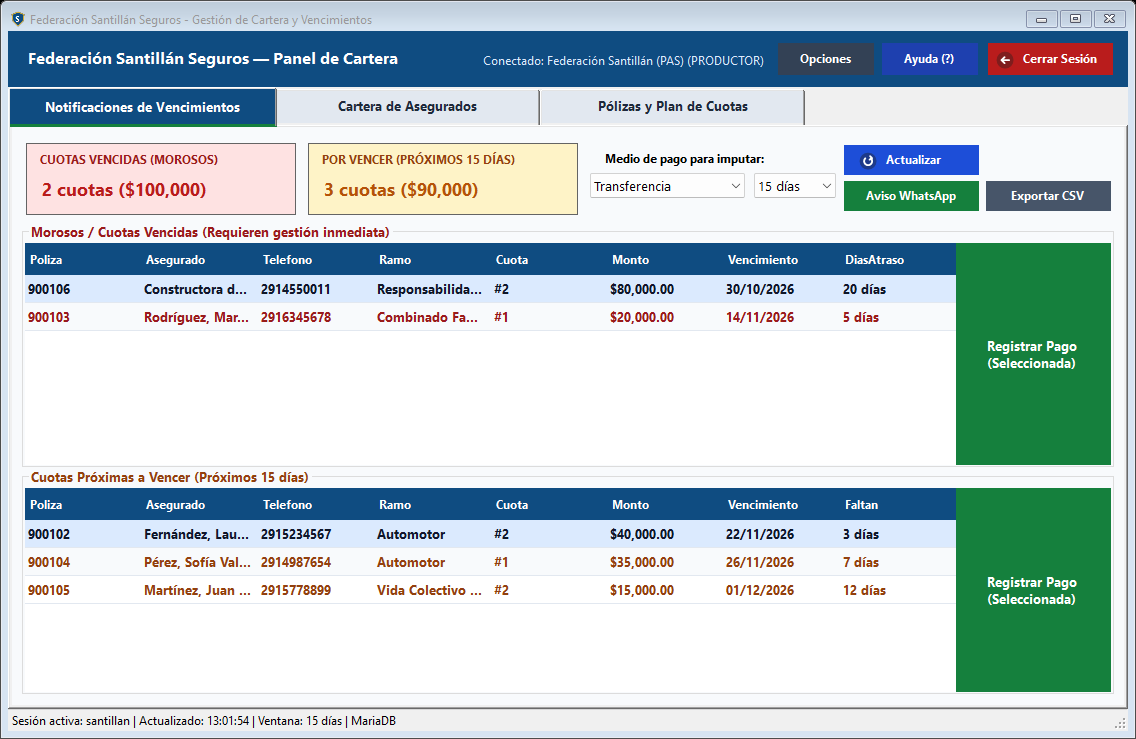 Federación Santillán Seguros - Gestión de Cartera y Vencimientos
Federación Santillán Seguros — Panel de Cartera
Conectado: Federación Santillán (PAS) (PRODUCTOR)
Opciones
Ayuda (?)
Cerrar Sesión
Notificaciones de Vencimientos
Cartera de Asegurados
Pólizas y Plan de Cuotas
CUOTAS VENCIDAS (MOROSOS)
2 cuotas ($100,000)
POR VENCER (PRÓXIMOS 15 DÍAS)
3 cuotas ($90,000)
Medio de pago para imputar:
Transferencia
15 días
Actualizar
Aviso WhatsApp
Exportar CSV
Morosos / Cuotas Vencidas (Requieren gestión inmediata)
Poliza Asegurado Telefono Ramo Cuota Monto Vencimiento DiasAtraso
900106 Constructora d... 2914550011 Responsabilida... #2 $80,000.00 30/10/2026 20 días
900103 Rodríguez, Mar... 2916345678 Combinado Fa... #1 $20,000.00 14/11/2026 5 días
Registrar Pago
(Seleccionada)
Cuotas Próximas a Vencer (Próximos 15 días)
Poliza Asegurado Telefono Ramo Cuota Monto Vencimiento Faltan
900102 Fernández, Lau... 2915234567 Automotor #2 $40,000.00 22/11/2026 3 días
900104 Pérez, Sofía Val... 2914987654 Automotor #1 $35,000.00 26/11/2026 7 días
900105 Martínez, Juan ... 2915778899 Vida Colectivo ... #2 $15,000.00 01/12/2026 12 días
Registrar Pago
(Seleccionada)
Sesión activa: santillan | Actualizado: 13:01:54 | Ventana: 15 días | MariaDB